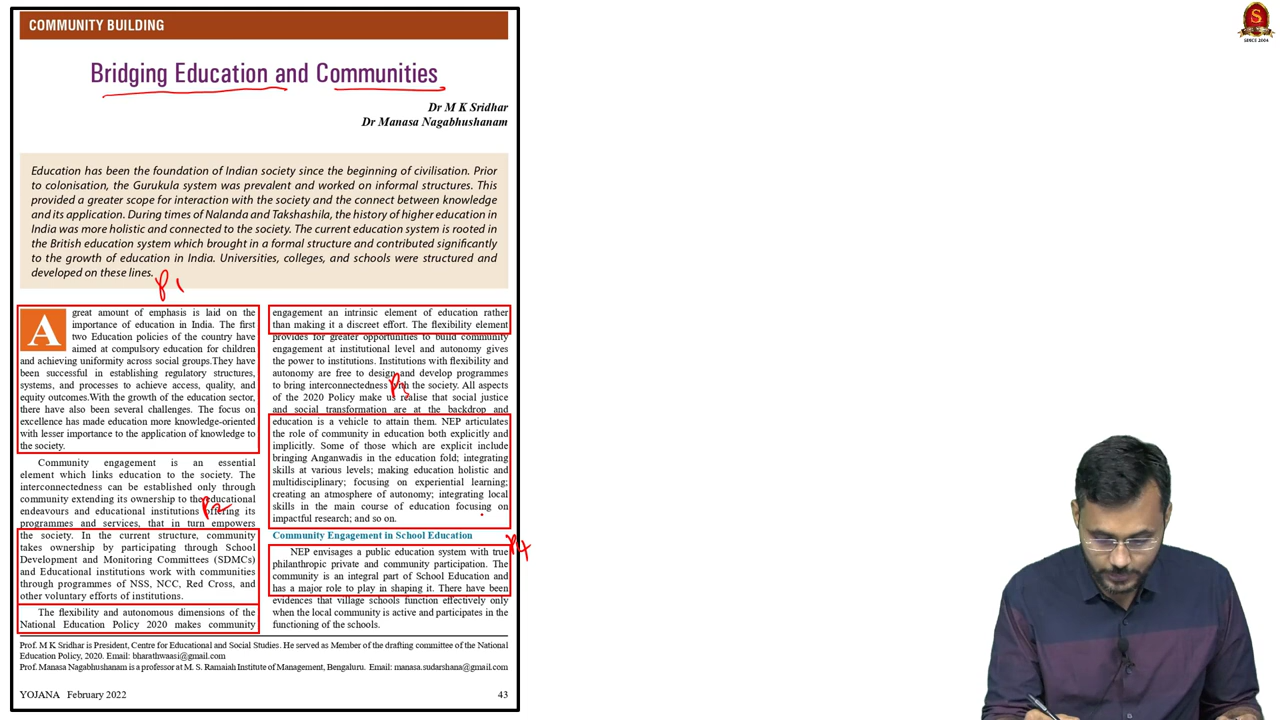 COMMUNITY BUILDING
Bridging Education and Communities
Dr M K Sridhar
Dr Manasa Nagabhushanam
Education has been the foundation of Indian society since the beginning of civilisation. Prior
to colonisation, the Gurukula system was prevalent and worked on informal structures. This
provided a greater scope for interaction with the society and the connect between knowledge
and its application. During times of Nalanda and Takshashila, the history of higher education in
India was more holistic and connected to the society. The current education system is rooted in
the British education system which brought in a formal structure and contributed significantly
to the growth of education in India. Universities, colleges, and schools were structured and
developed on these lines.
P1
A great amount of emphasis is laid on the
importance of education in India. The first
two Education policies of the country have
aimed at compulsory education for children
and achieving uniformity across social groups.They have
been successful in establishing regulatory structures,
systems, and processes to achieve access, quality, and
equity outcomes.With the growth of the education sector,
there have also been several challenges. The focus on
excellence has made education more knowledge-oriented
with lesser importance to the application of knowledge to
the society.
Community engagement is an essential
element which links education to the society. The
interconnectedness can be established only through
community extending its ownership to the educational
endeavours and educational institutions offering its
P2
programmes and services, that in turn empowers
the society. In the current structure, community
takes ownership by participating through School
Development and Monitoring Committees (SDMCs)
and Educational institutions work with communities
through programmes of NSS, NCC, Red Cross, and
other voluntary efforts of institutions.
The flexibility and autonomous dimensions of the
National Education Policy 2020 makes community
engagement an intrinsic element of education rather
than making it a discreet effort. The flexibility element
provides for greater opportunities to build community
engagement at institutional level and autonomy gives
the power to institutions. Institutions with flexibility and
autonomy are free to design and develop programmes
to bring interconnectedness with the society. All aspects
of the 2020 Policy make us realise that social justice
and social transformation are at the backdrop and
education is a vehicle to attain them. NEP articulates
the role of community in education both explicitly and
implicitly. Some of those which are explicit include
bringing Anganwadis in the education fold; integrating
skills at various levels; making education holistic and
multidisciplinary; focusing on experiential learning;
creating an atmosphere of autonomy; integrating local
skills in the main course of education focusing on
impactful research; and so on.
Community Engagement in School Education
P4
NEP envisages a public education system with true
philanthropic private and community participation. The
community is an integral part of School Education and
has a major role to play in shaping it. There have been
evidences that village schools function effectively only
when the local community is active and participates in the
functioning of the schools.
Prof. M K Sridhar is President, Centre for Educational and Social Studies. He served as Member of the drafting committee of the National
Education Policy, 2020. Email: bharathwaasi@gmail.com
Prof. Manasa Nagabhushanam is a professor at M. S. Ramaiah Institute of Management, Bengaluru. Email: manasa.sudarshana@gmail.com
YOJANA February 2022
43
S
SINCE 2004